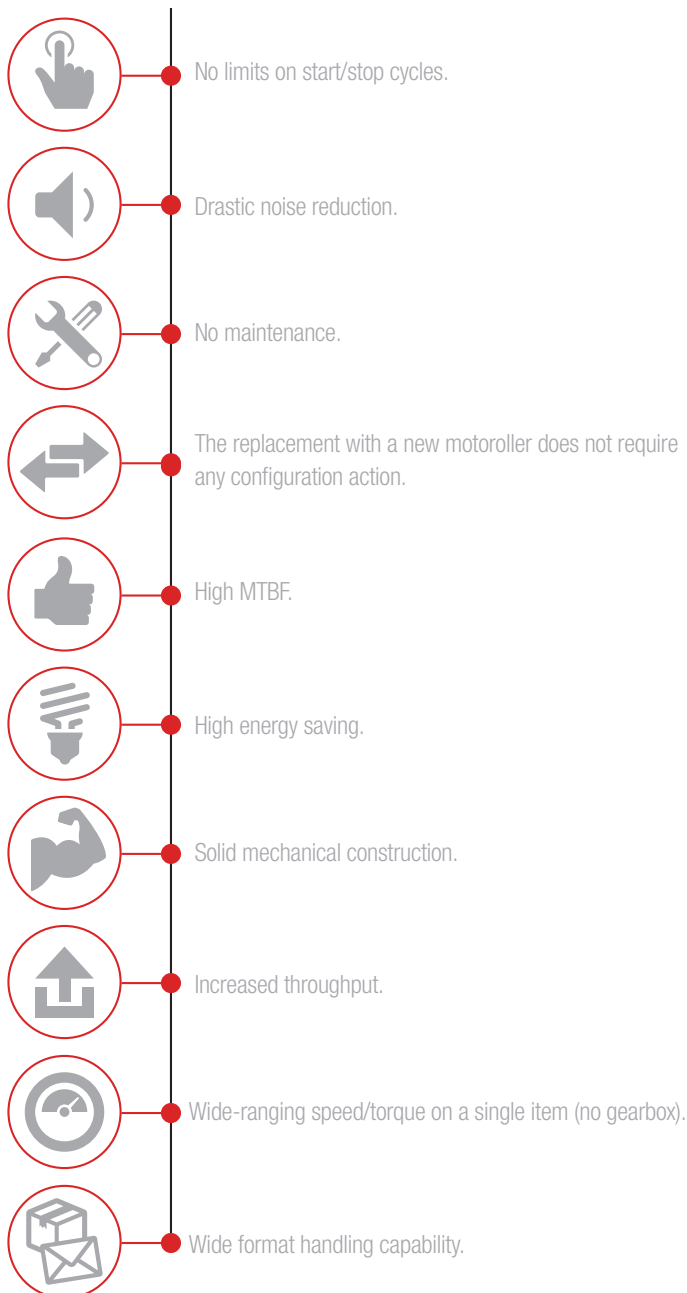 No limits on start/stop cycles.
Drastic noise reduction.
No maintenance.
The replacement with a new motoroller does not require
any configuration action.
High MTBF.
High energy saving.
Solid mechanical construction.
Increased throughput.
Wide-ranging speed/torque on a single item (no gearbox).
Wide format handling capability.